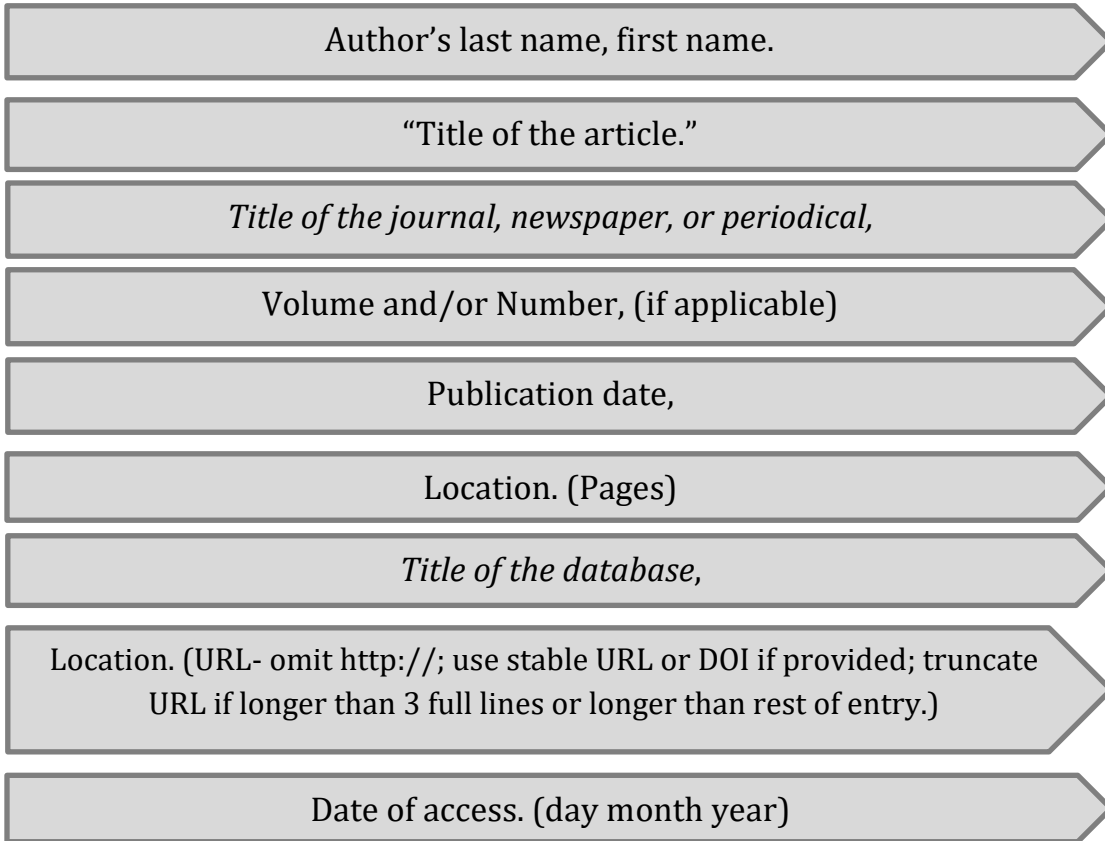 Author’s last name, first name.
“Title of the article.”
Title of the journal, newspaper, or periodical,
Volume and/or Number, (if applicable)
Publication date,
Location. (Pages)
Title of the database,
Location. (URL- omit http://; use stable URL or DOI if provided; truncate
URL if longer than 3 full lines or longer than rest of entry.)
Date of access. (day month year)